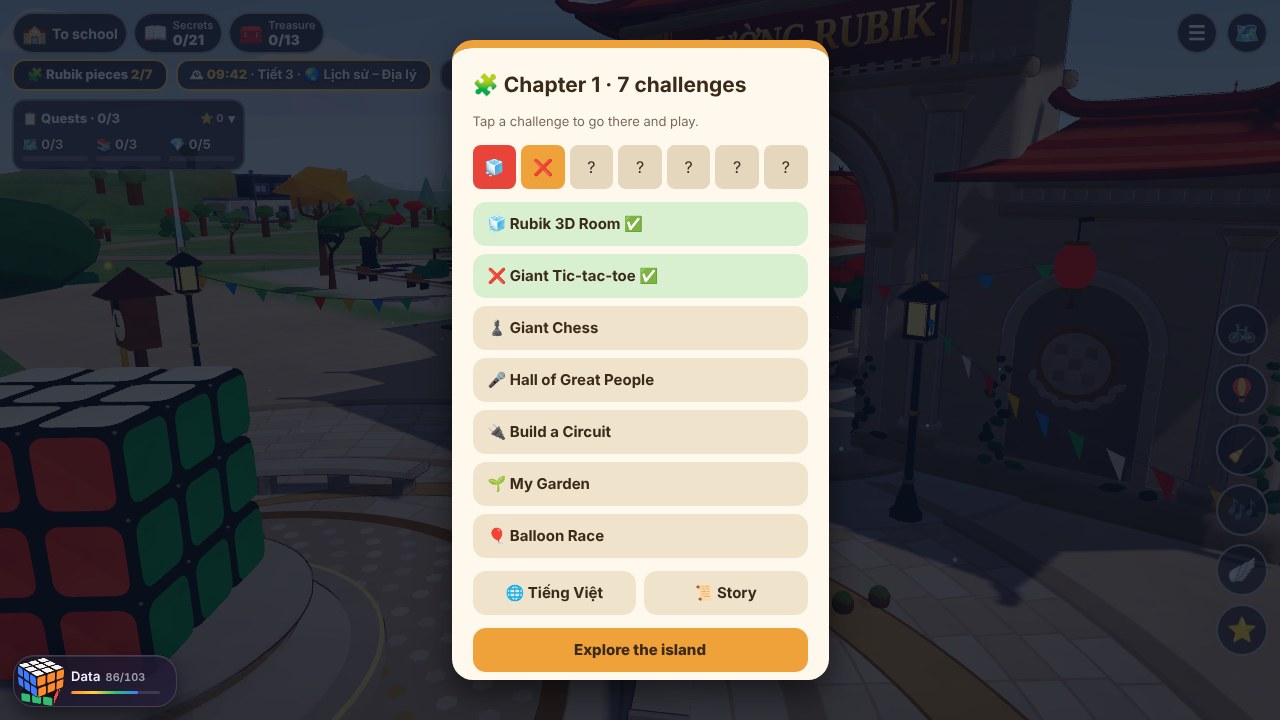 To school
Secrets
0/21
Treasure
0/13
Rubik pieces 2/7
09:42 · Tiết 3 · Lịch sử – Địa lý
Quests · 0/3
0 ▾
0/3
0/3
0/5
RUBIK
Chapter 1 · 7 challenges
Tap a challenge to go there and play.
? ? ? ? ?
Rubik 3D Room
Giant Tic-tac-toe
Giant Chess
Hall of Great People
Build a Circuit
My Garden
Balloon Race
Tiếng Việt
Story
Explore the island
Data 86/103